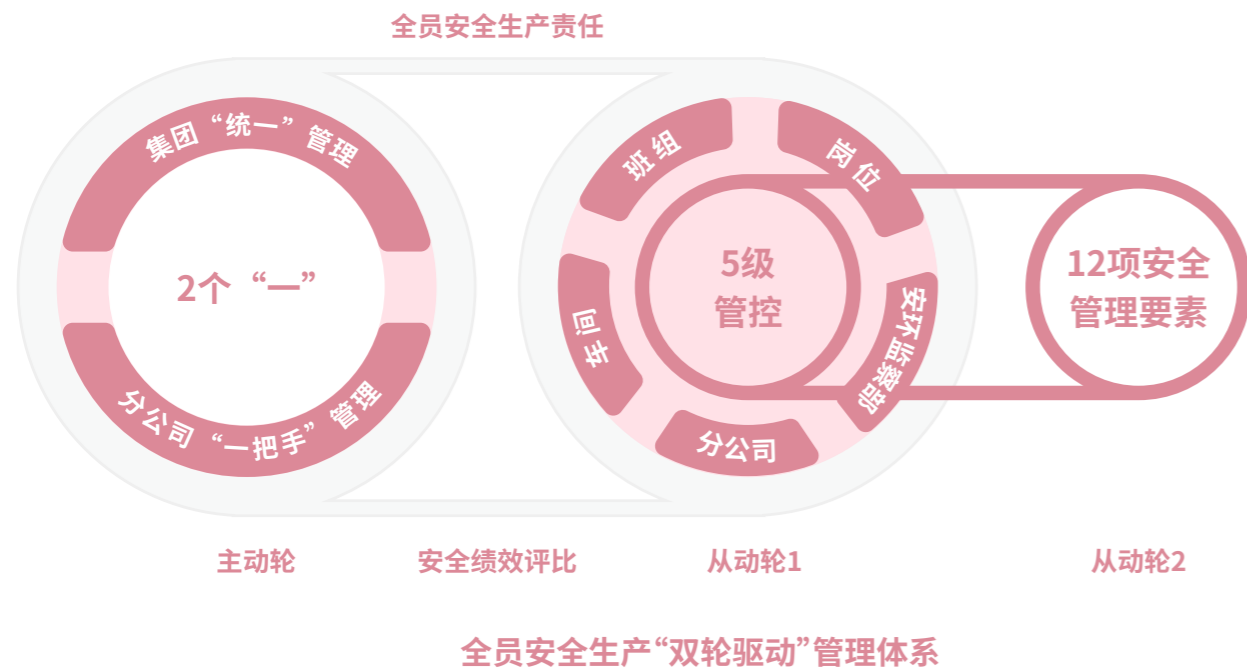 全员安全生产责任
集团“统一”管理
2个“一”
分公司“一把手”管理
班组
岗位
车间
5级
管控
安环监察部
分公司
12项安全
管理要素
主动轮
安全绩效评比
从动轮1
从动轮2
全员安全生产“双轮驱动”管理体系